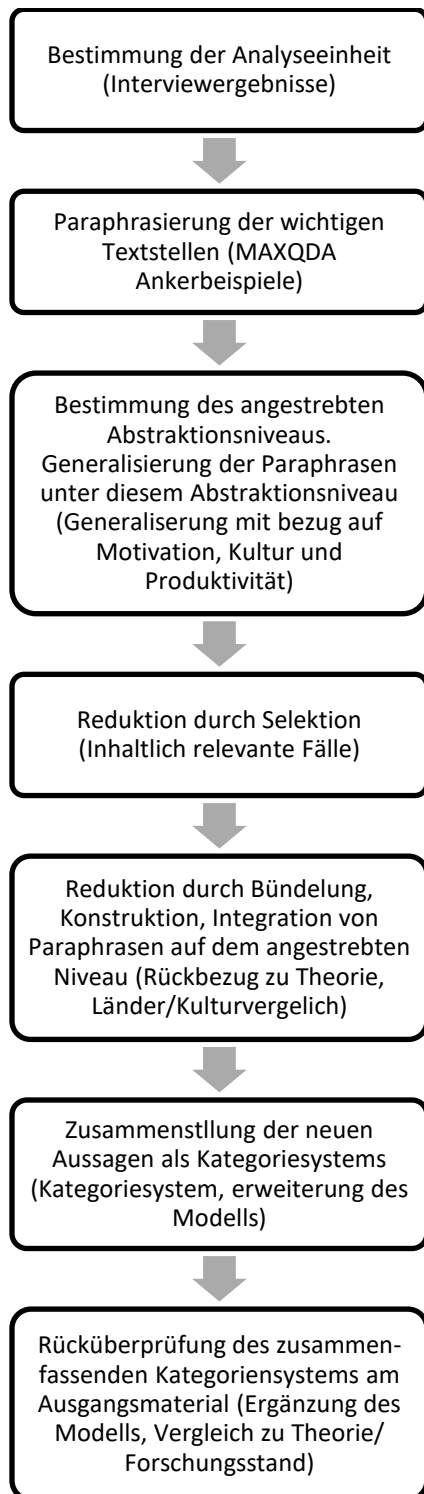 Bestimmung der Analyseeinheit
(Interviewergebnisse)
Paraphrasierung der wichtigen
Textstellen (MAXQDA
Ankerbeispiele)
Bestimmung des angestrebten
Abstraktionsniveaus.
Generalisierung der Paraphrasen
unter diesem Abstraktionsniveau
(Generaliserung mit bezug auf
Motivation, Kultur und
Produktivität)
Reduktion durch Selektion
(Inhaltlich relevante Fälle)
Reduktion durch Bündelung,
Konstruktion, Integration von
Paraphrasen auf dem angestrebten
Niveau (Rückbezug zu Theorie,
Länder/Kulturvergelich)
Zusammenstllung der neuen
Aussagen als Kategoriesystems
(Kategoriesystem, erweiterung des
Modells)
Rücküberprüfung des zusammen-
fassenden Kategoriensystems am
Ausgangsmaterial (Ergänzung des
Modells, Vergleich zu Theorie/
Forschungsstand)